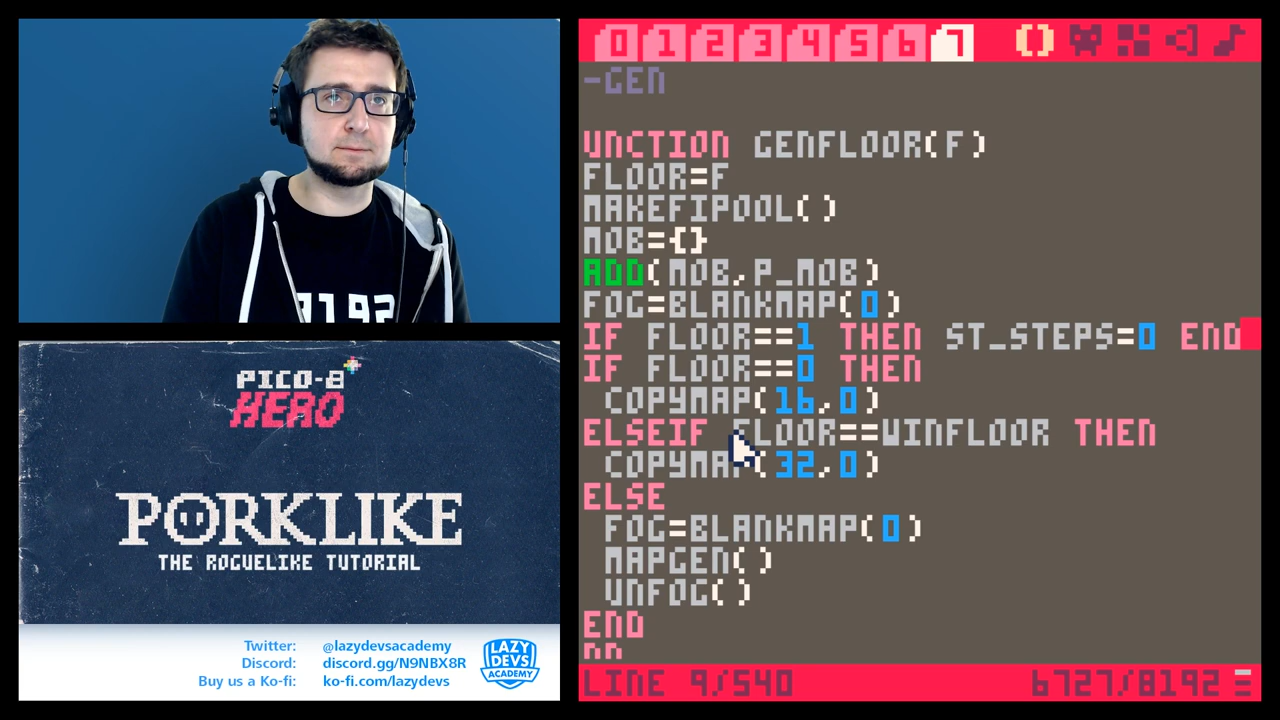 9192
PICO-8
HERO
PORKLIKE
THE ROGUELIKE TUTORIAL
Twitter: @lazydevsacademy
Discord: discord.gg/N9NBX8R
Buy us a Ko-fi: ko-fi.com/lazydevs
LAZY
DEVS
ACADEMY
0 1 2 3 4 5 6 7 ()
-GEN
UNCTION GENFLOOR(F)
FLOOR=F
MAKEFIPOOL()
MOB={}
ADD(MOB,P_MOB)
FOG=BLANKMAP(0)
IF FLOOR==1 THEN ST_STEPS=0 END
IF FLOOR==0 THEN
COPYMAP(16,0)
ELSEIF FLOOR==WINFLOOR THEN
COPYMAP(32,0)
ELSE
FOG=BLANKMAP(0)
MAPGEN()
UNFOG()
END
LINE 9/540
6727/8192